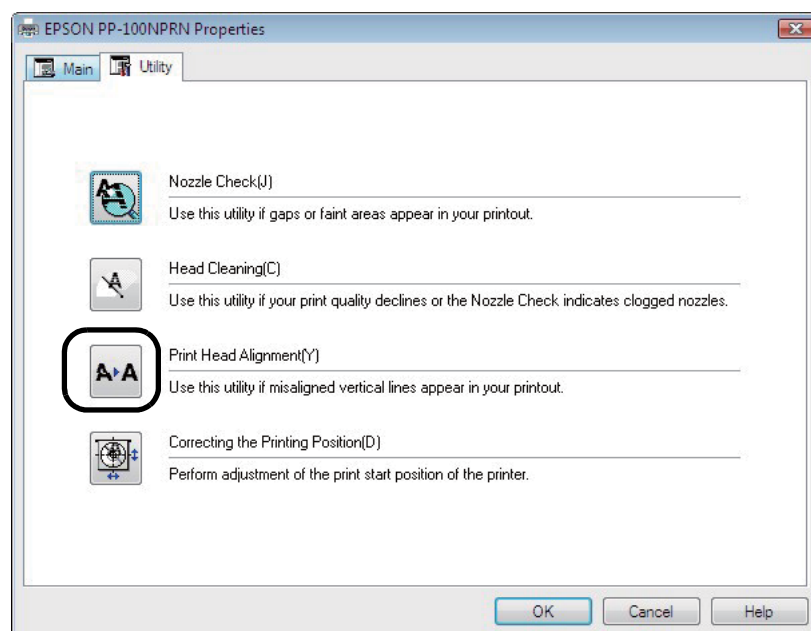 EPSON PP-100NPRN Properties
Main
Utility
Nozzle Check(J)
Use this utility if gaps or faint areas appear in your printout.
Head Cleaning(C)
Use this utility if your print quality declines or the Nozzle Check indicates clogged nozzles.
Print Head Alignment(Y)
Use this utility if misaligned vertical lines appear in your printout.
Correcting the Printing Position(D)
Perform adjustment of the print start position of the printer.
OK
Cancel
Help